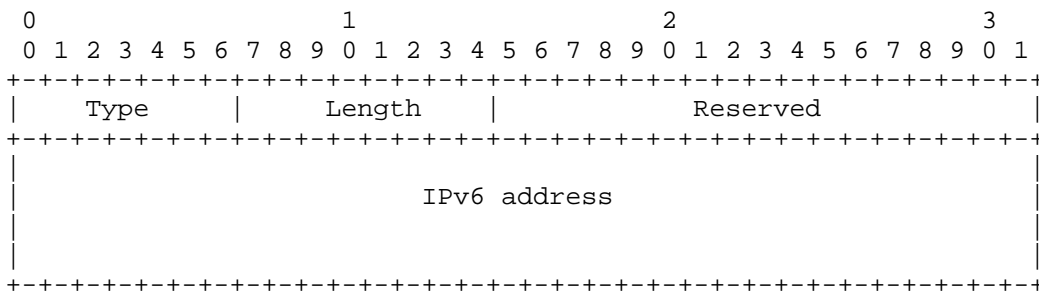 0                   1                   2                   3
0 1 2 3 4 5 6 7 8 9 0 1 2 3 4 5 6 7 8 9 0 1 2 3 4 5 6 7 8 9 0 1
+-+-+-+-+-+-+-+-+-+-+-+-+-+-+-+-+-+-+-+-+-+-+-+-+-+-+-+-+-+-+-+-+
|    Type      |     Length    |            Reserved             |
+-+-+-+-+-+-+-+-+-+-+-+-+-+-+-+-+-+-+-+-+-+-+-+-+-+-+-+-+-+-+-+-+
|                                                               |
|                         IPv6 address                          |
|                                                               |
|                                                               |
+-+-+-+-+-+-+-+-+-+-+-+-+-+-+-+-+-+-+-+-+-+-+-+-+-+-+-+-+-+-+-+-+